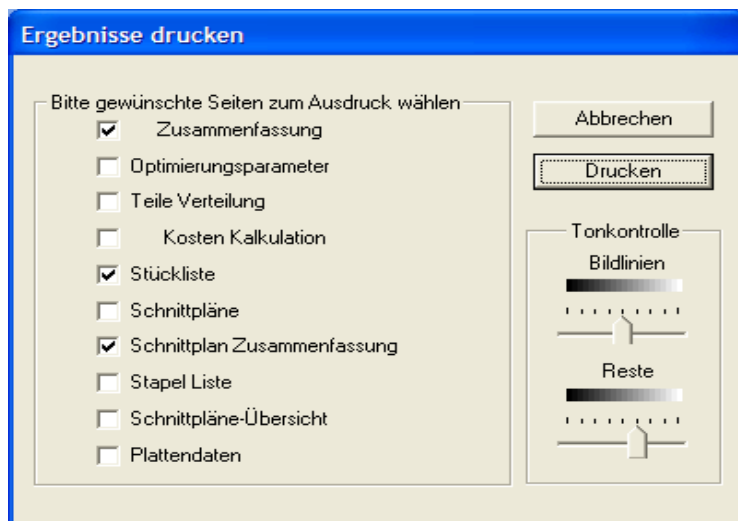 Ergebnisse drucken
Bitte gewünschte Seiten zum Ausdruck wählen
Zusammenfassung
Optimierungsparameter
Teile Verteilung
Kosten Kalkulation
Stückliste
Schnittpläne
Schnittplan Zusammenfassung
Stapel Liste
Schnittpläne-Übersicht
Plattendaten
Abbrechen
Drucken
Tonkontrolle
Bildlinien
Reste